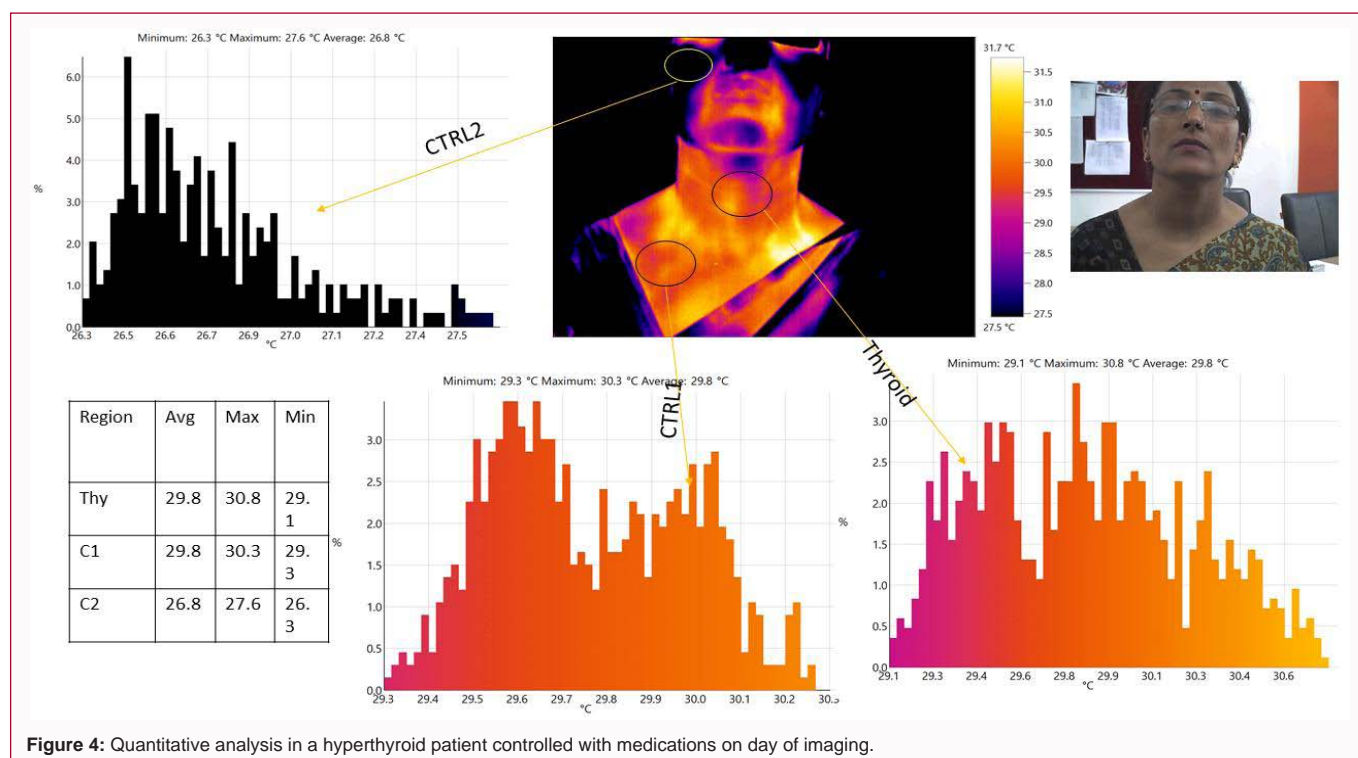 Minimum: 26.3 °C Maximum: 27.6 °C Average: 26.8 °C
6.0
5.0
4.0
%
3.0
2.0
1.0
0.0
26.3 26.5 26.6 26.7 26.9 27.0 27.1 27.2 27.4 27.5
°C
CTRL2
31.7 °C
31.5
31.0
30.5
30.0
29.5
29.0
28.5
28.0
27.5
27.5 °C
Region Avg Max Min
Thy 29.8 30.8 29.
1
C1 29.8 30.3 29.
3
C2 26.8 27.6 26.
3
Minimum: 29.3 °C Maximum: 30.3 °C Average: 29.8 °C
CTRL1
3.0
2.5
2.0
1.5
%
1.0
0.5
0.0
29.3 29.4 29.5 29.6 29.7 29.8 29.9 30.0 30.1 30.2 30.3
°C
Thyroid
Minimum: 29.1 °C Maximum: 30.8 °C Average: 29.8 °C
3.0
2.5
2.0
%
1.5
1.0
0.5
0.0
29.1 29.3 29.4 29.6 29.8 29.9 30.1 30.3 30.4 30.6
°C
Figure 4: Quantitative analysis in a hyperthyroid patient controlled with medications on day of imaging.